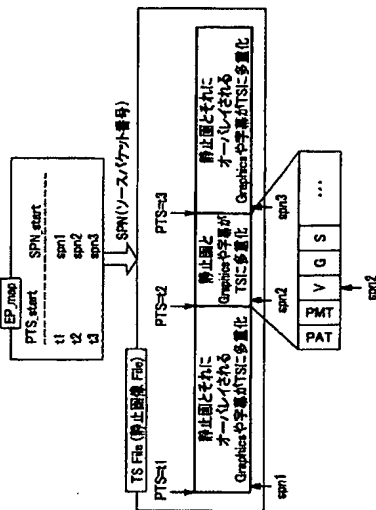 EP_map
PTS_start SPN_start
t1 spn1
t2 spn2
t3 spn3
SPN(ソースパケット番号)
TS File (静止画像 File)
PTS=t1
PTS=t2
PTS=t3
静止画とそれに
オーバレイされる
Graphicsや字幕がTSに多重化
静止画と
Graphicsや字幕が
TSに多重化
静止画とそれに
オーバレイされる
Graphicsや字幕がTSに多重化
spn1
spn2
spn3
PAT
PMT
V
G
S
...
spn2